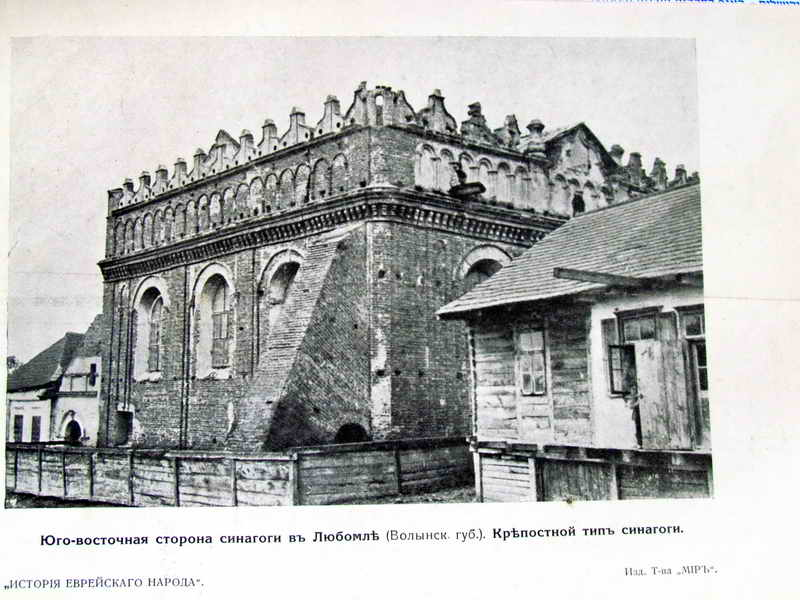 Юго-восточная сторона синагоги въ Любомлѣ (Волынск. губ.). Крѣпостной типъ синагоги.
„ИСТОРІЯ ЕВРЕЙСКАГО НАРОДА".
Изд. Т-ва „МІРЪ".